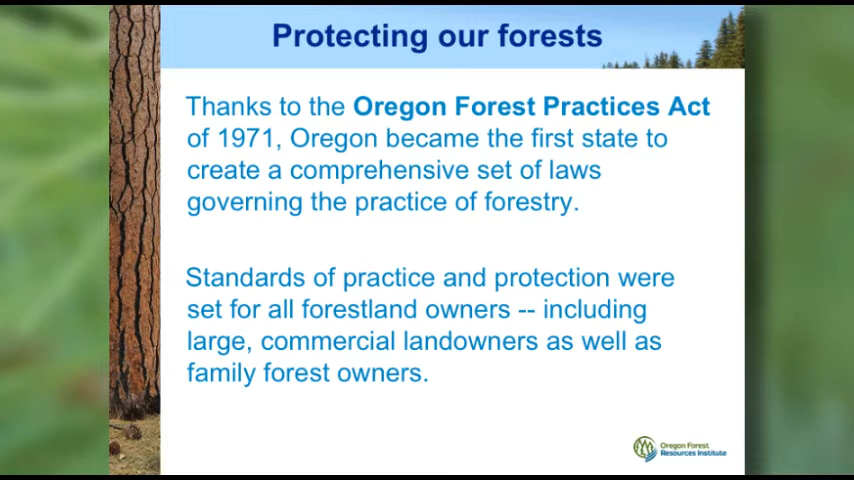 Protecting our forests
Thanks to the Oregon Forest Practices Act
of 1971, Oregon became the first state to
create a comprehensive set of laws
governing the practice of forestry.
Standards of practice and protection were
set for all forestland owners -- including
large, commercial landowners as well as
family forest owners.
Oregon Forest
Resources Institute